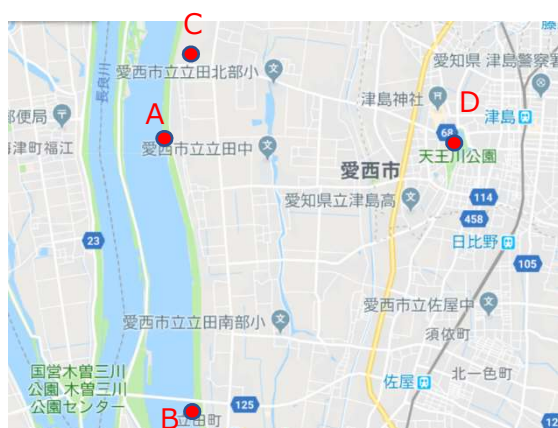 C
藤
愛知県 津島警察署
愛西市立立田北部小
津島神社
D
A
長良川
郵便局
津島
68
海津町福江
愛西市立立田中
天王川公園
愛西市
愛知県立津島高
114
458
23
日比野
105
愛西市立佐屋中
愛西市立立田南部小
須依町
国営木曽三川
公園 木曽三川
公園センター
佐屋
北一色町
B
立田町
125